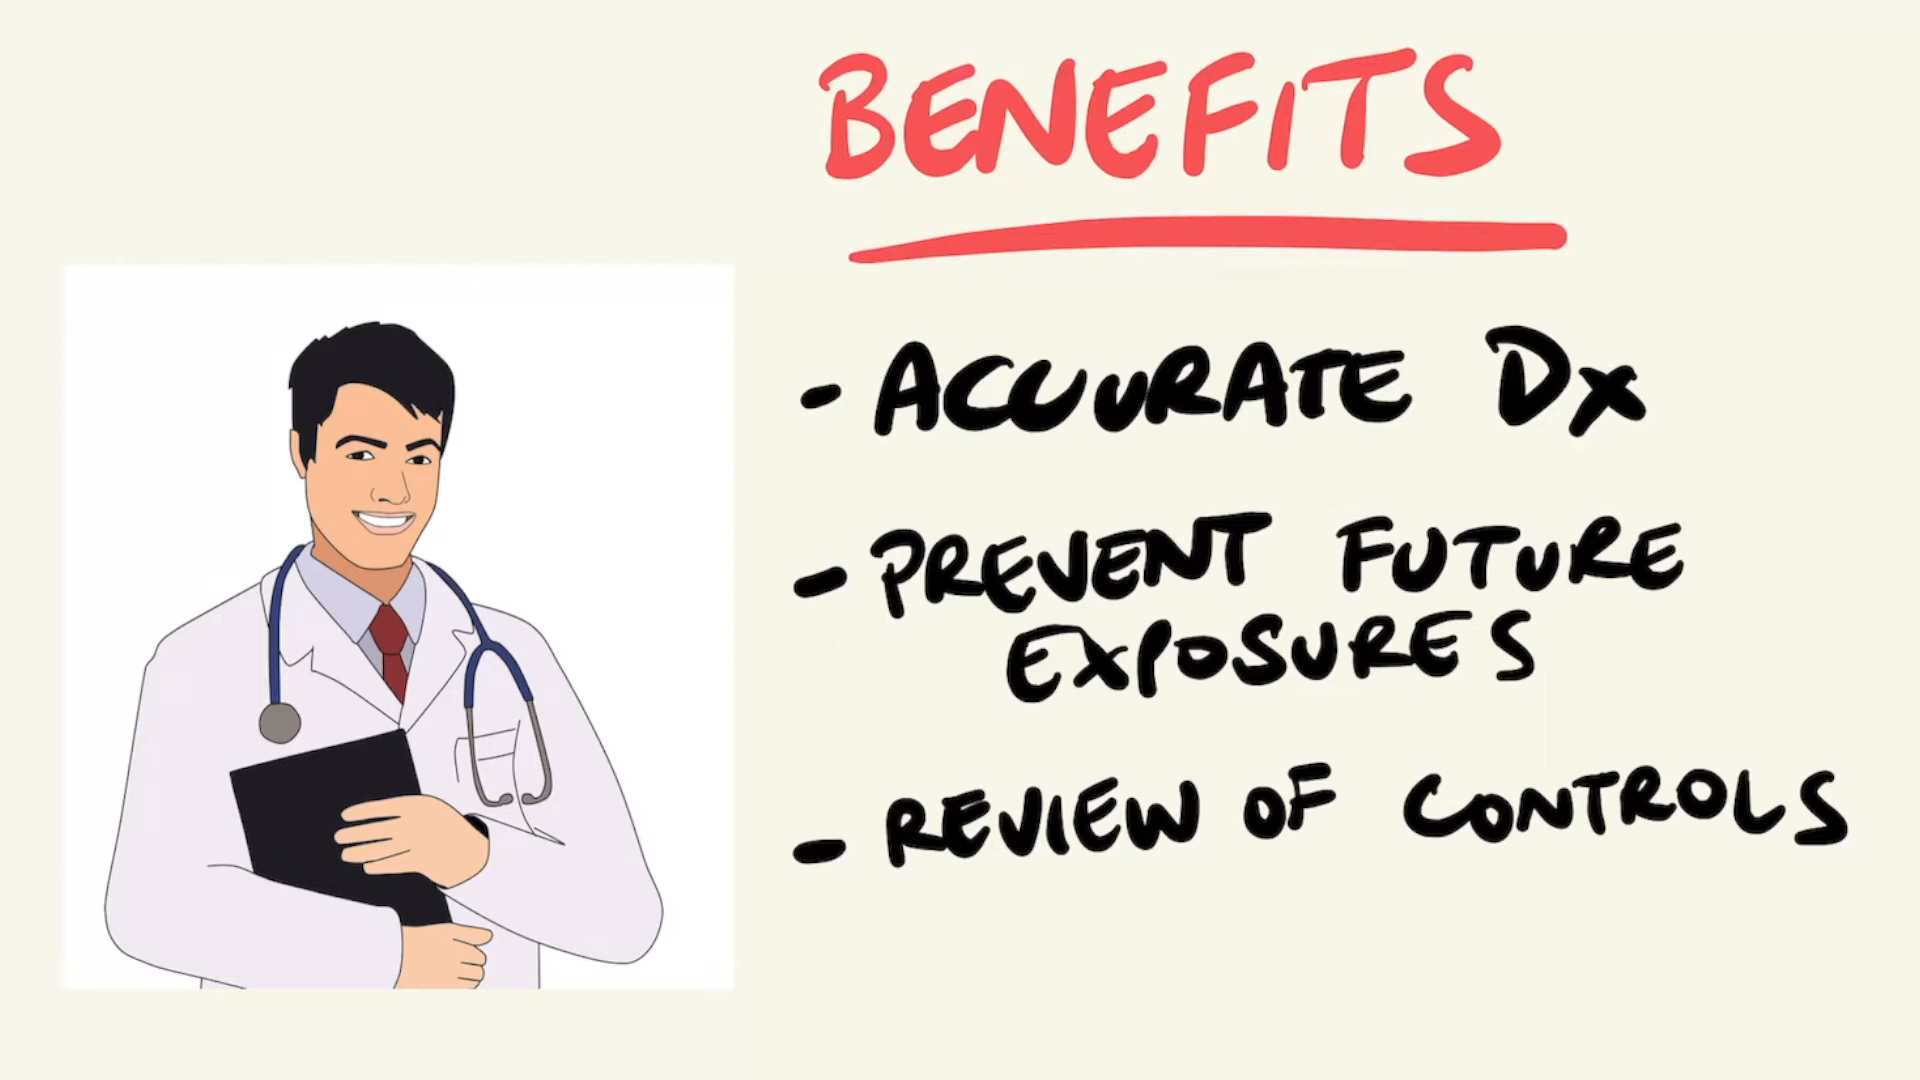 BENEFITS
- ACCURATE Dx
- PREVENT FUTURE
EXPOSURES
- REVIEW OF CONTROLS